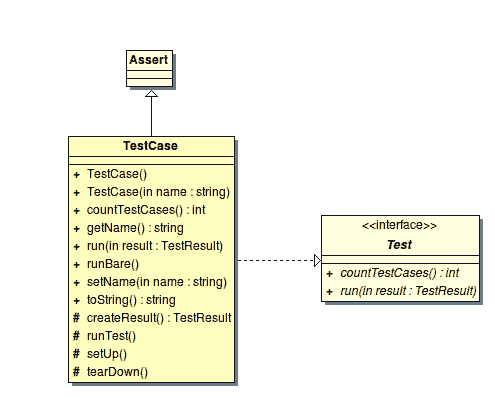 Assert
TestCase
+ TestCase()
+ TestCase(in name : string)
+ countTestCases() : int
+ getName() : string
+ run(in result : TestResult)
+ runBare()
+ setName(in name : string)
+ toString() : string
# createResult() : TestResult
# runTest()
# setUp()
# tearDown()
<<interface>>
Test
+ countTestCases() : int
+ run(in result : TestResult)